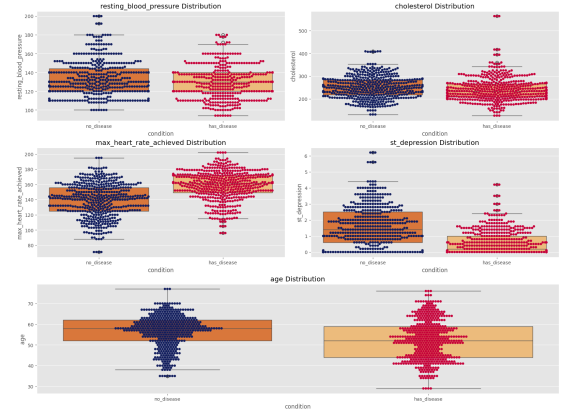 resting_blood_pressure Distribution
resting_blood_pressure
200
180
160
140
120
100
no_disease
has_disease
condition
cholesterol Distribution
cholesterol
500
400
300
200
no_disease
has_disease
condition
max_heart_rate_achieved Distribution
max_heart_rate_achieved
200
180
160
140
120
100
80
no_disease
has_disease
condition
st_depression Distribution
st_depression
6
5
4
3
2
1
0
no_disease
has_disease
condition
age Distribution
age
70
60
50
40
30
no_disease
has_disease
condition